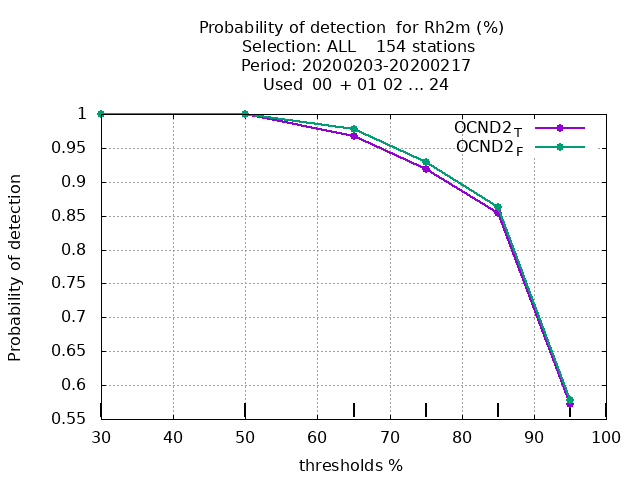 Probability of detection for Rh2m (%)
Selection: ALL 154 stations
Period: 20200203-20200217
Used 00 + 01 02 ... 24
OCND2T
OCND2F
1
0.95
0.9
0.85
0.8
0.75
0.7
0.65
0.6
0.55
Probability of detection
30 40 50 60 70 80 90 100
thresholds %